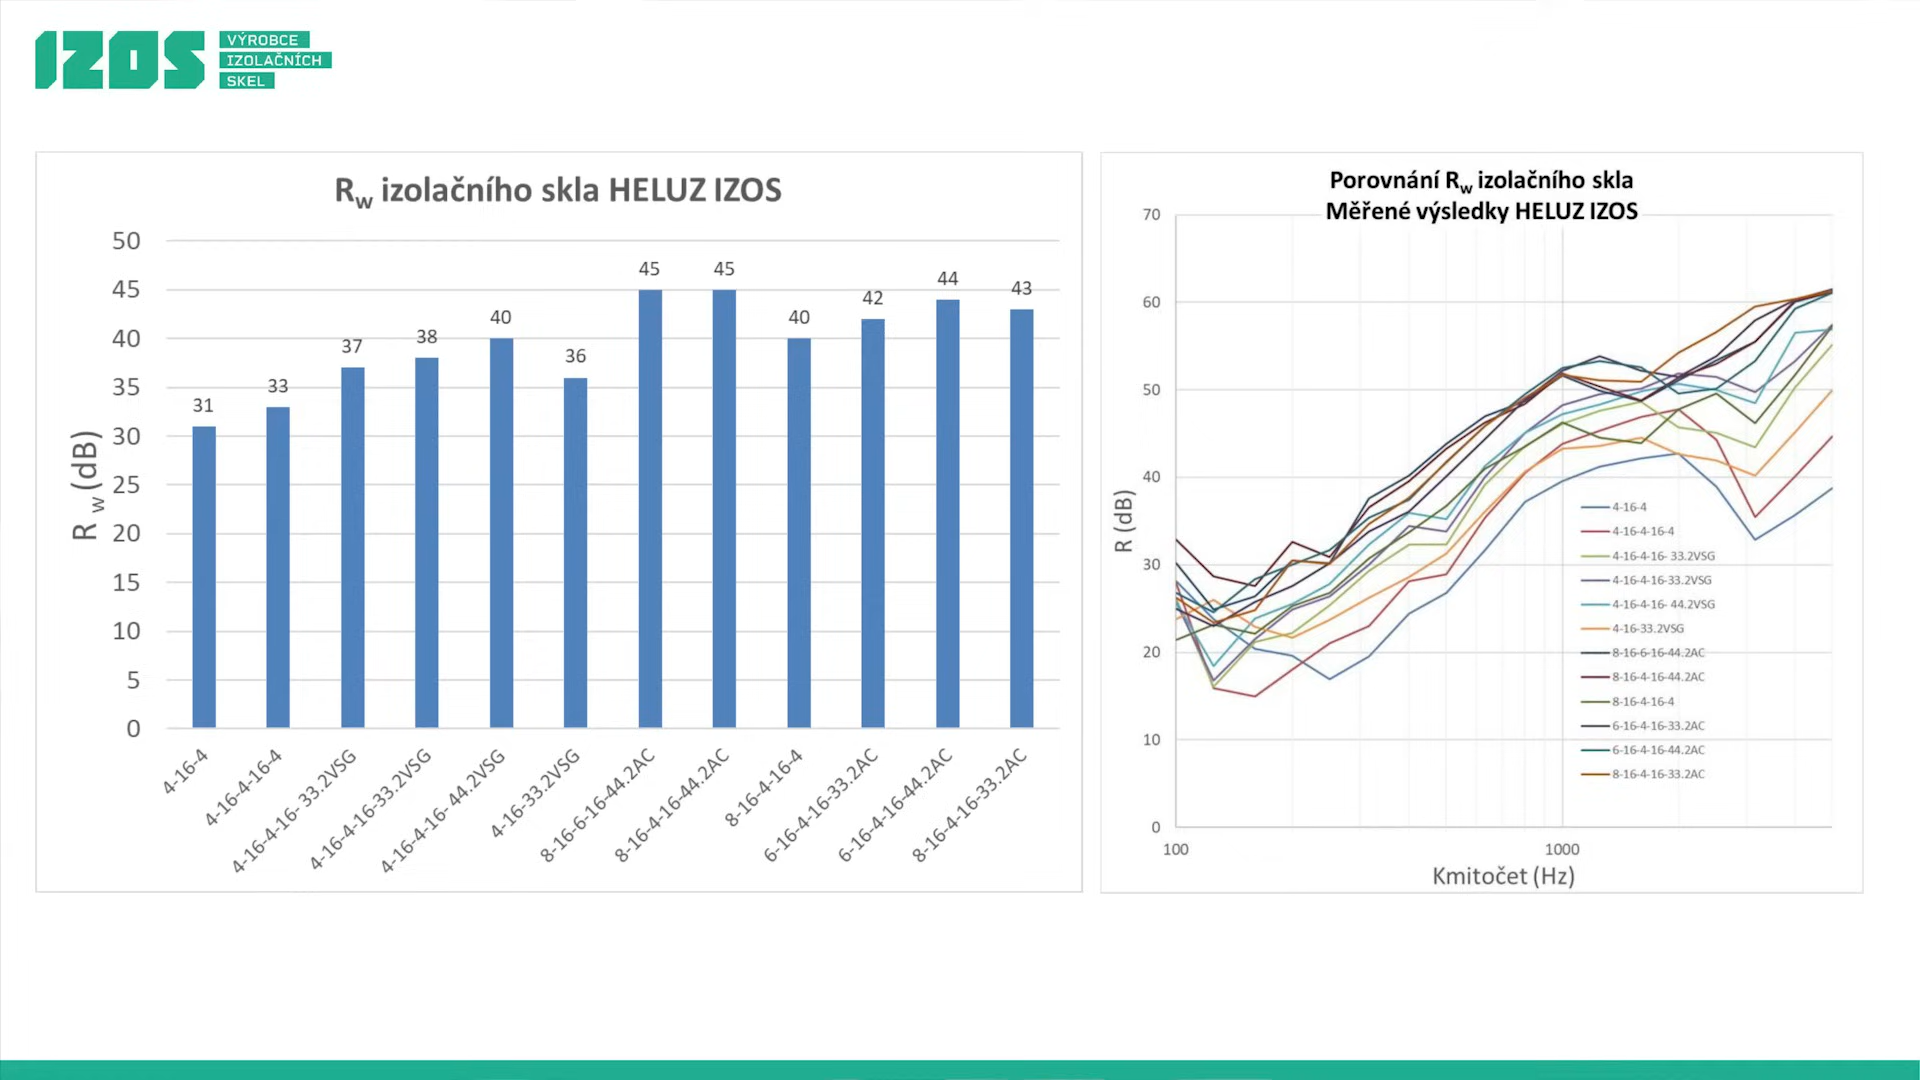 IZOS
VÝROBCE
IZOLAČNÍCH
SKEL
Rw izolačního skla HELUZ IZOS
Rw (dB)
50
45
40
35
30
25
20
15
10
5
0
31
33
37
38
40
36
45
45
40
42
44
43
4-16-4
4-16-4-16-4
4-16-4-16- 33.2VSG
4-16-4-16-33.2VSG
4-16-4-16- 44.2VSG
4-16-33.2VSG
8-16-6-16-44.2AC
8-16-4-16-44.2AC
8-16-4-16-4
6-16-4-16-33.2AC
6-16-4-16-44.2AC
8-16-4-16-33.2AC
Porovnání Rw izolačního skla
Měřené výsledky HELUZ IZOS
R (dB)
70
60
50
40
30
20
10
0
4-16-4
4-16-4-16-4
4-16-4-16- 33.2VSG
4-16-4-16-33.2VSG
4-16-4-16- 44.2VSG
4-16-33.2VSG
8-16-6-16-44.2AC
8-16-4-16-44.2AC
8-16-4-16-4
6-16-4-16-33.2AC
6-16-4-16-44.2AC
8-16-4-16-33.2AC
100
1000
Kmitočet (Hz)